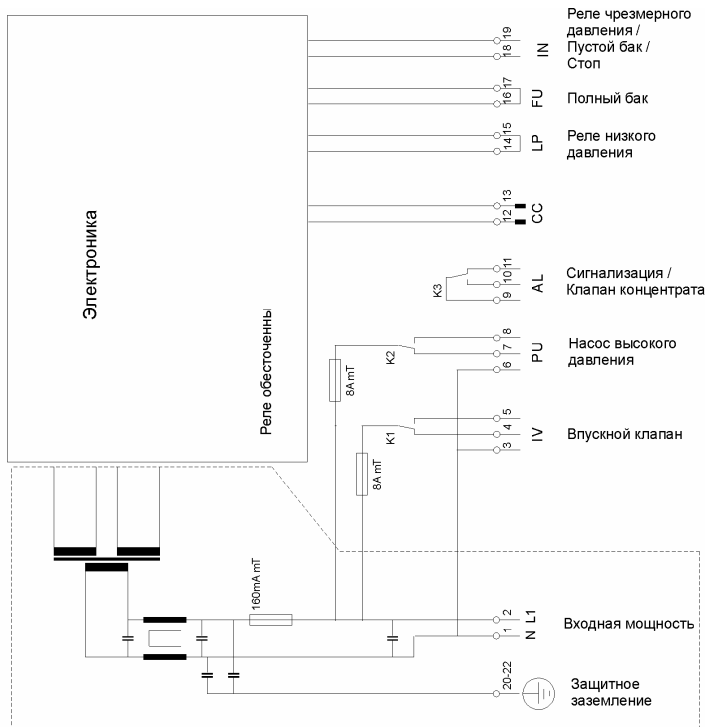 Электроника
Реле обесточенны
19
18
IN
Реле чрезмерного
давления /
Пустой бак /
Стоп
17
16
FU
Полный бак
15
14
LP
Реле низкого
давления
13
12
CC
K3
11
10
9
AL
Сигнализация /
Клапан концентрата
8A mT
K2
8
7
6
PU
Насос высокого
давления
8A mT
K1
5
4
3
IV
Впускной клапан
160mA mT
2
L1
1
N
Входная мощность
20-22
Защитное
заземление